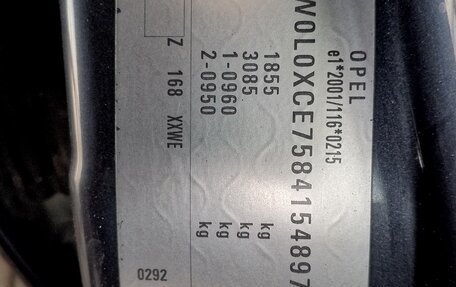 OPEL
e1*2001/116*0215
W0L0XCE7584154897
1855 kg
3085 kg
1-0960 kg
2-0950 kg
Z 168 XXWE
0292